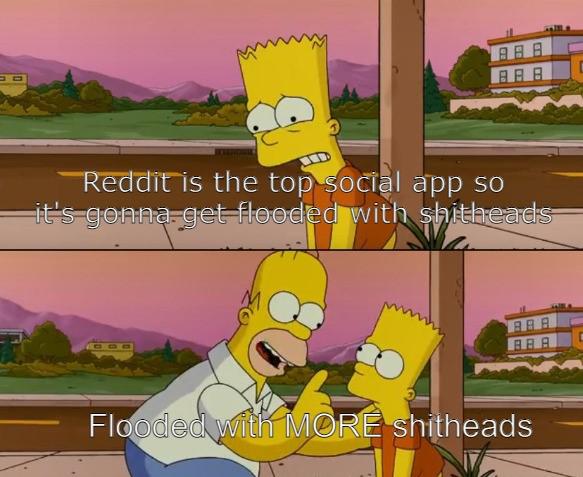 Reddit is the top social app so
it's gonna get flooded with shitheads
Flooded with MORE shitheads